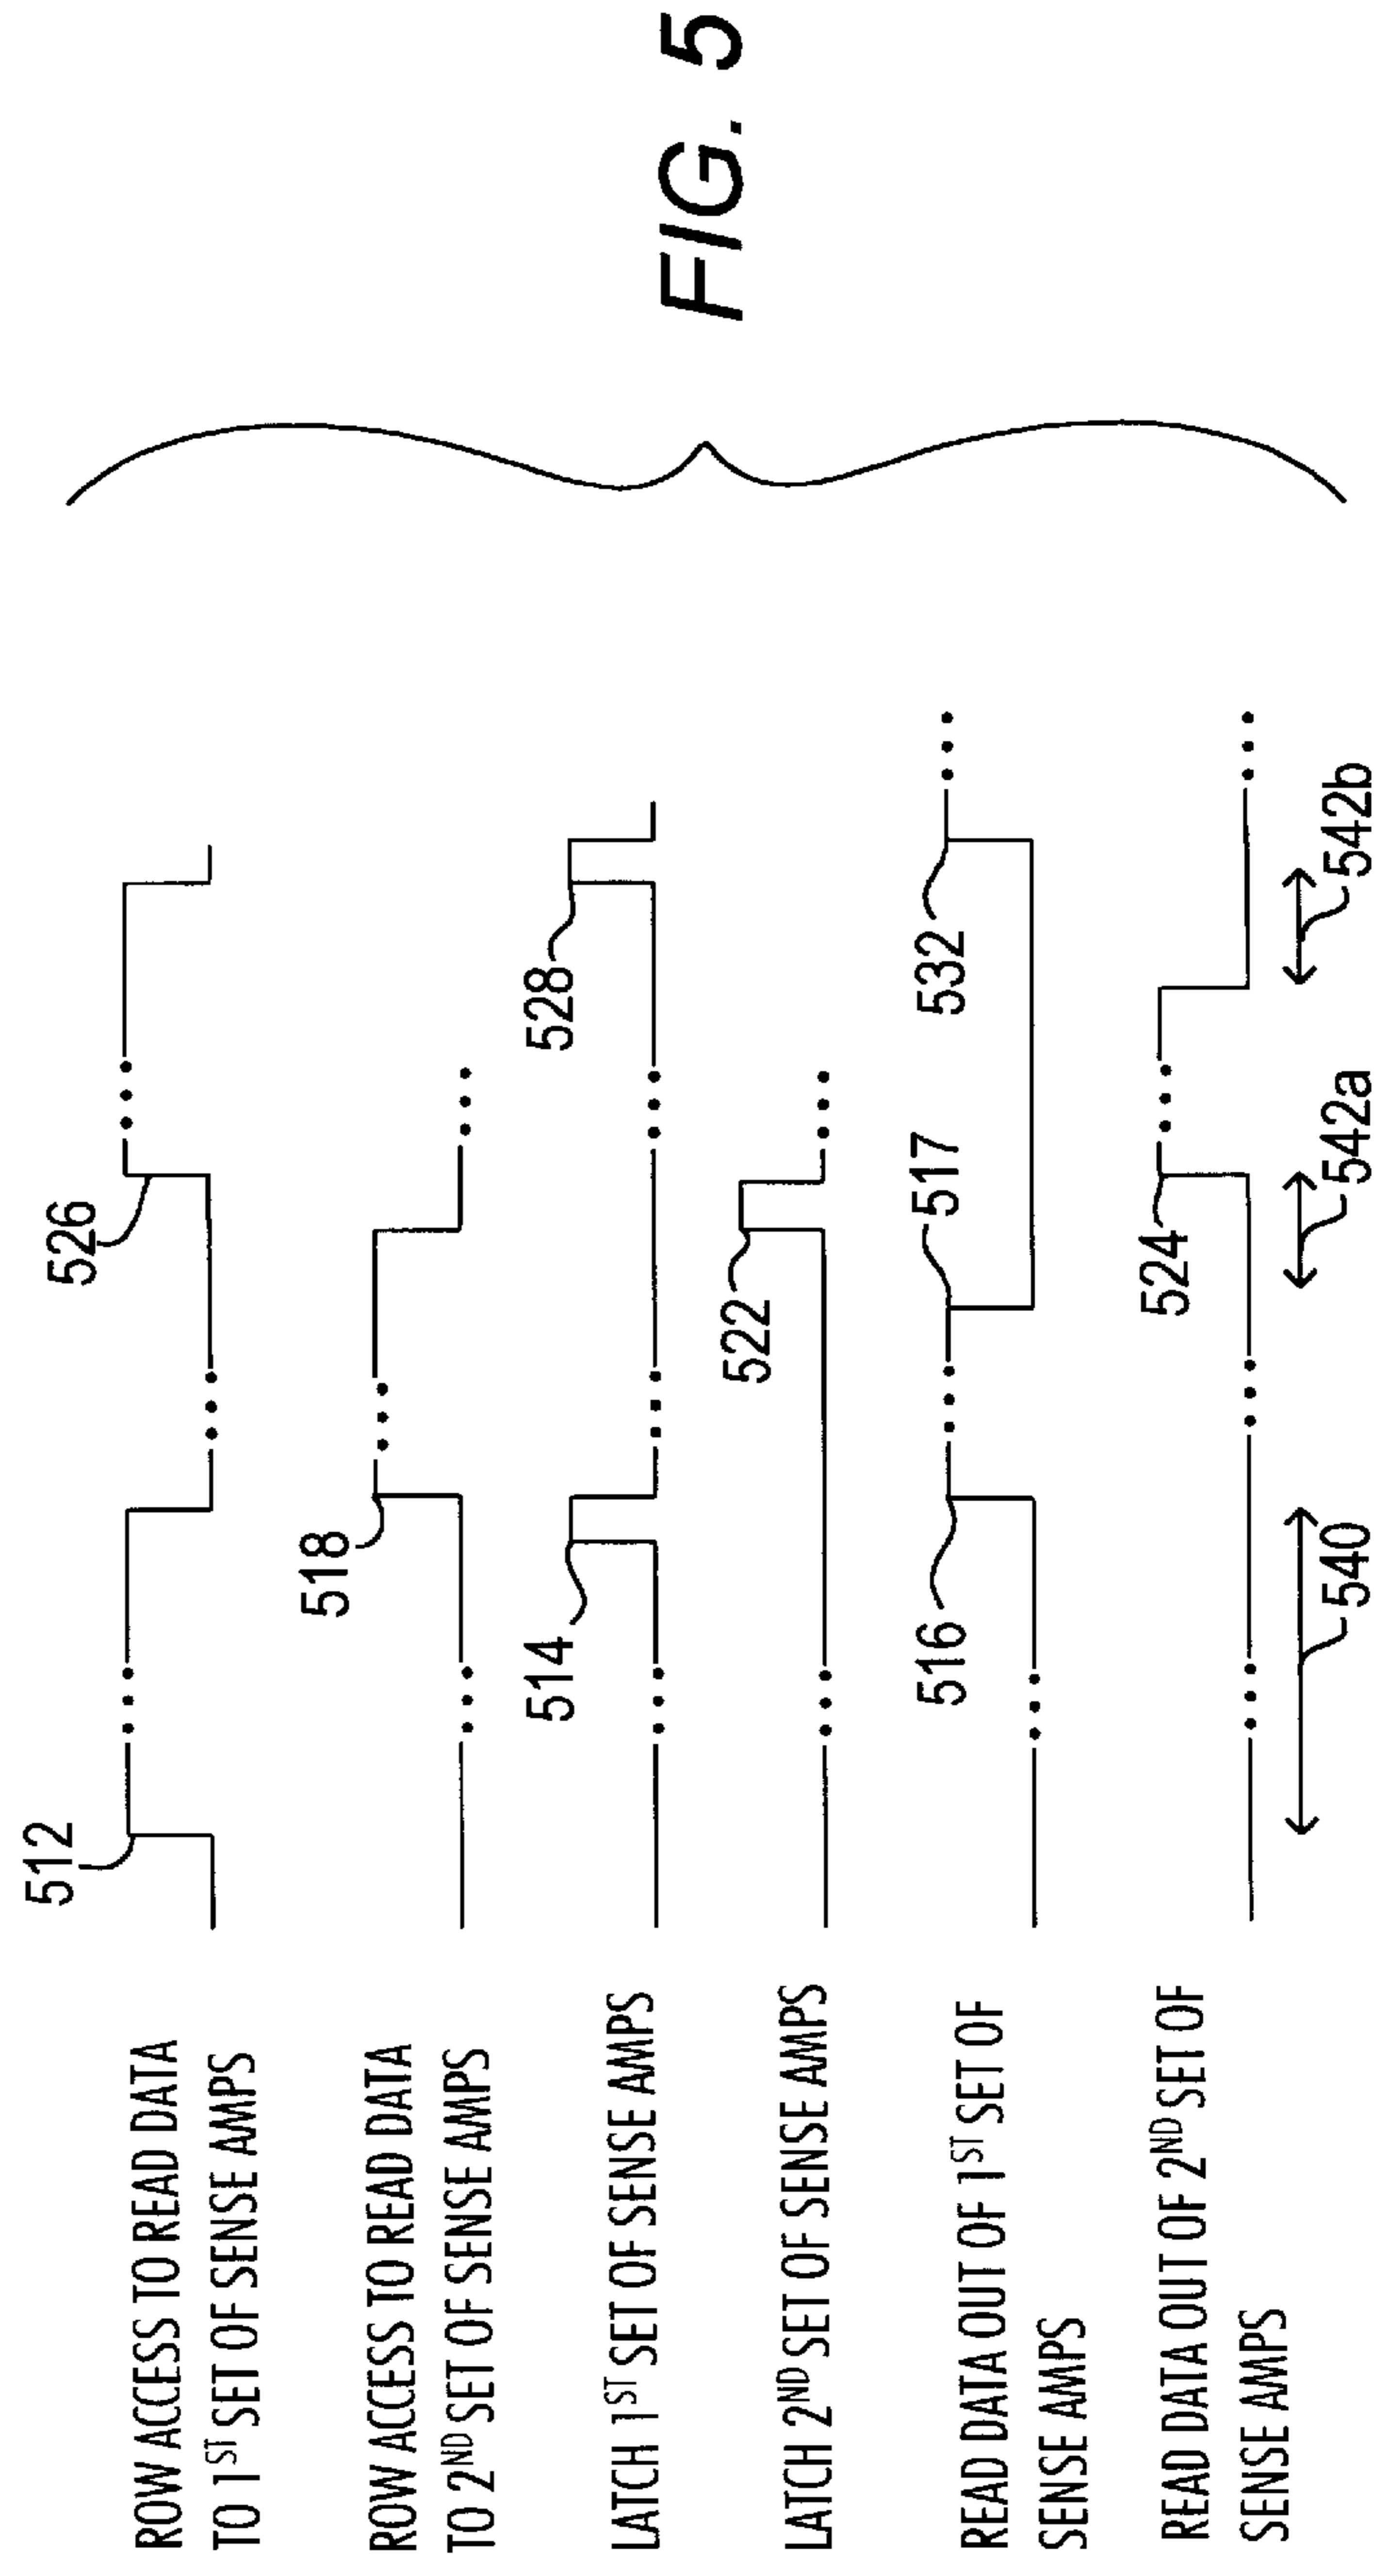 512
526
ROW ACCESS TO READ DATA
TO 1ST SET OF SENSE AMPS
518
ROW ACCESS TO READ DATA
TO 2ND SET OF SENSE AMPS
514
528
LATCH 1ST SET OF SENSE AMPS
522
LATCH 2ND SET OF SENSE AMPS
516
517
532
READ DATA OUT OF 1ST SET OF
SENSE AMPS
524
READ DATA OUT OF 2ND SET OF
SENSE AMPS
540
542a
542b
FIG. 5